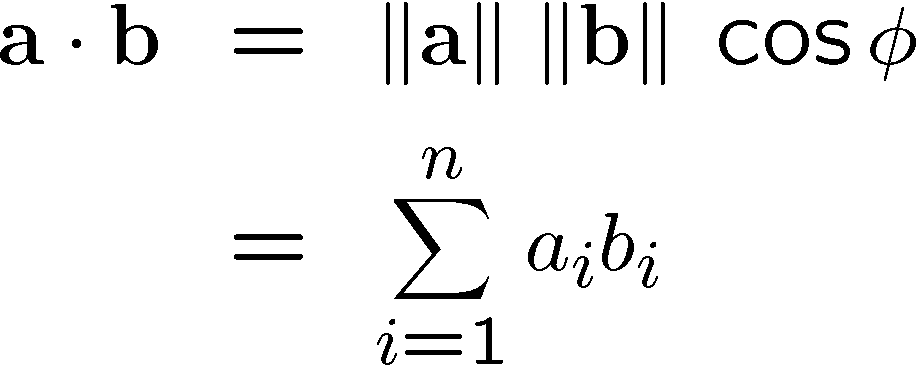 𝐚 · 𝐛 = ‖𝐚‖ ‖𝐛‖ cos ϕ
= ∑_{i=1}^{n} a_i b_i